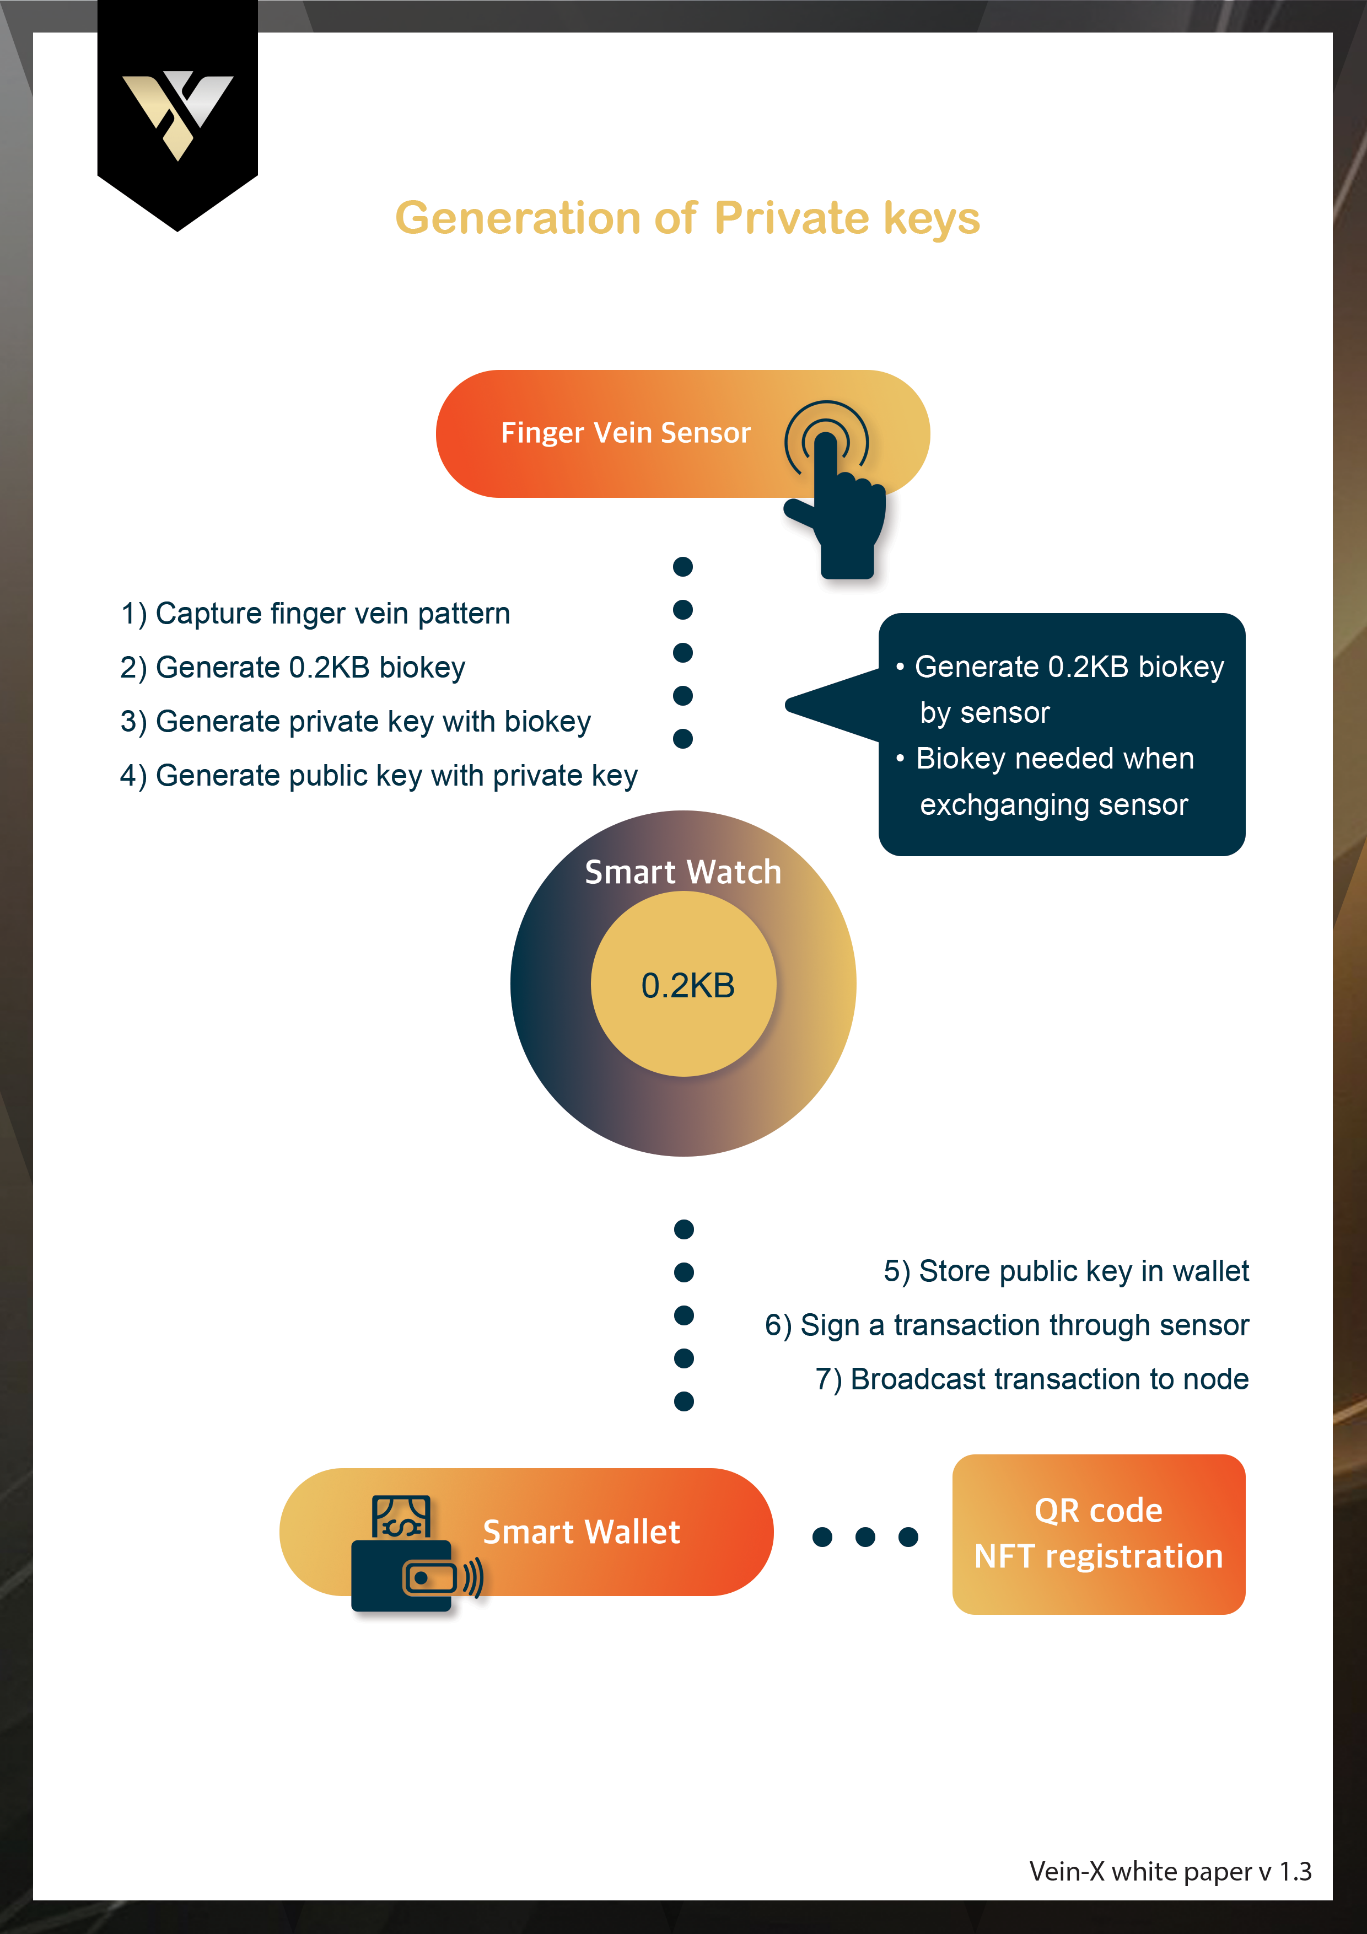 Generation of Private keys
Finger Vein Sensor
1) Capture finger vein pattern
2) Generate 0.2KB biokey
3) Generate private key with biokey
4) Generate public key with private key
• Generate 0.2KB biokey
by sensor
• Biokey needed when
exchganging sensor
Smart Watch
0.2KB
5) Store public key in wallet
6) Sign a transaction through sensor
7) Broadcast transaction to node
Smart Wallet
QR code
NFT registration
Vein-X white paper v 1.3